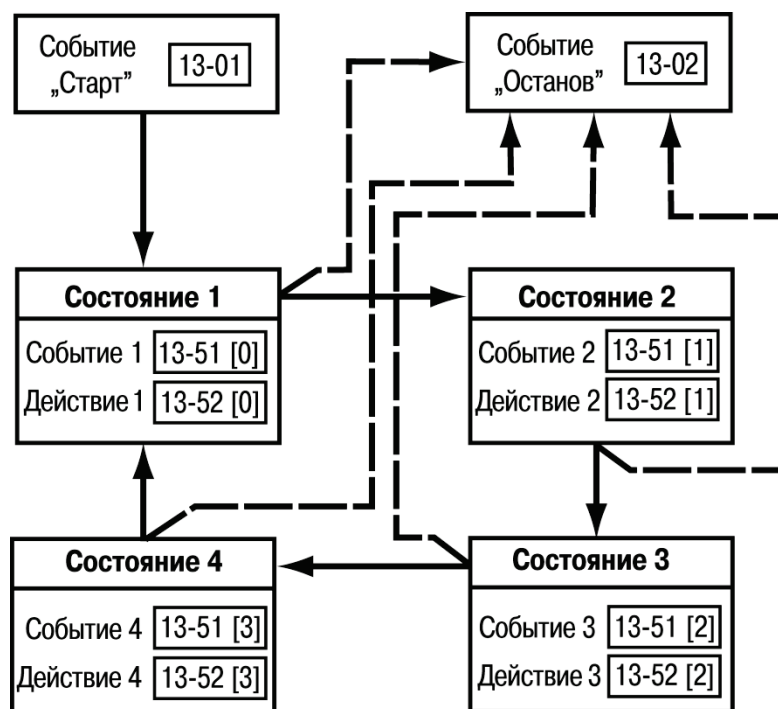 Событие
„Старт” 13-01
Событие
„Останов” 13-02
Состояние 1
Событие 1 13-51 [0]
Действие 1 13-52 [0]
Состояние 2
Событие 2 13-51 [1]
Действие 2 13-52 [1]
Состояние 4
Событие 4 13-51 [3]
Действие 4 13-52 [3]
Состояние 3
Событие 3 13-51 [2]
Действие 3 13-52 [2]